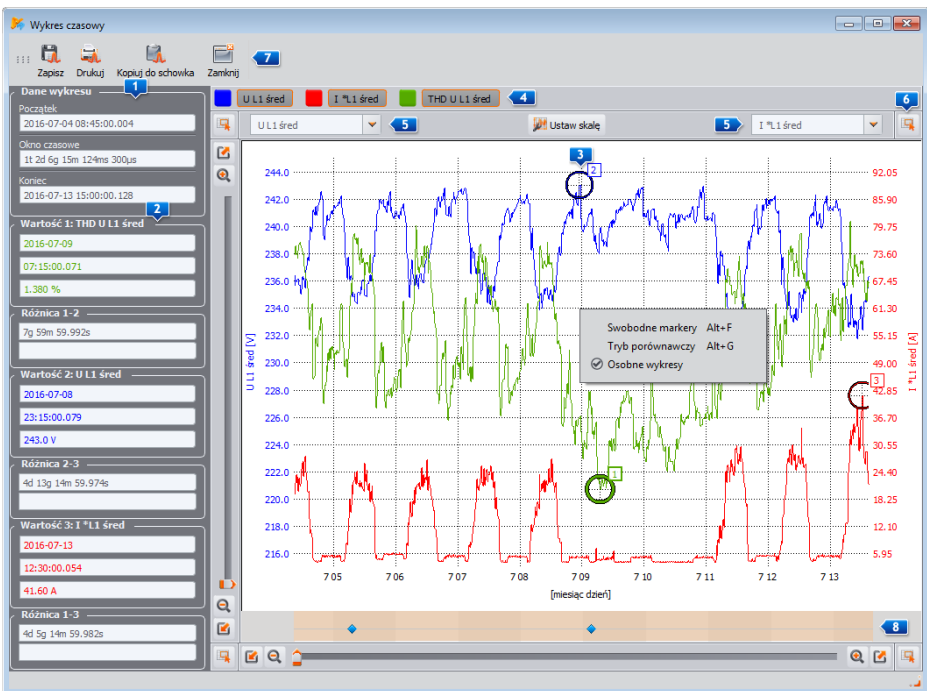 Wykres czasowy
Zapisz Drukuj Kopiuj do schowka Zamknij 7
1
Dane wykresu
Początek
2016-07-04 08:45:00.004
Okno czasowe
1t 2d 6g 15m 124ms 300µs
Koniec
2016-07-13 15:00:00.128
2
Wartość 1: THD U L1 śred
2016-07-09
07:15:00.071
1.380 %
Różnica 1-2
7g 59m 59.992s
Wartość 2: U L1 śred
2016-07-08
23:15:00.079
243.0 V
Różnica 2-3
4d 13g 14m 59.974s
Wartość 3: I *L1 śred
2016-07-13
12:30:00.054
41.60 A
Różnica 1-3
4d 5g 14m 59.982s
U L1 śred I *L1 śred THD U L1 śred 4 6
U L1 śred 5 Ustaw skalę 5 I *L1 śred
3
2
244.0 92.05
242.0 85.90
240.0 79.75
238.0 73.60
236.0 67.45
234.0 61.30
232.0 55.15
230.0 49.00
228.0 42.85
226.0 36.70
224.0 30.55
222.0 24.40
220.0 18.25
218.0 12.10
216.0 5.95
U L1 śred [V]
I *L1 śred [A]
Swobodne markery Alt+F
Tryb porównawczy Alt+G
Osobne wykresy
3
1
7 05 7 06 7 07 7 08 7 09 7 10 7 11 7 12 7 13
[miesiąc dzień]
8